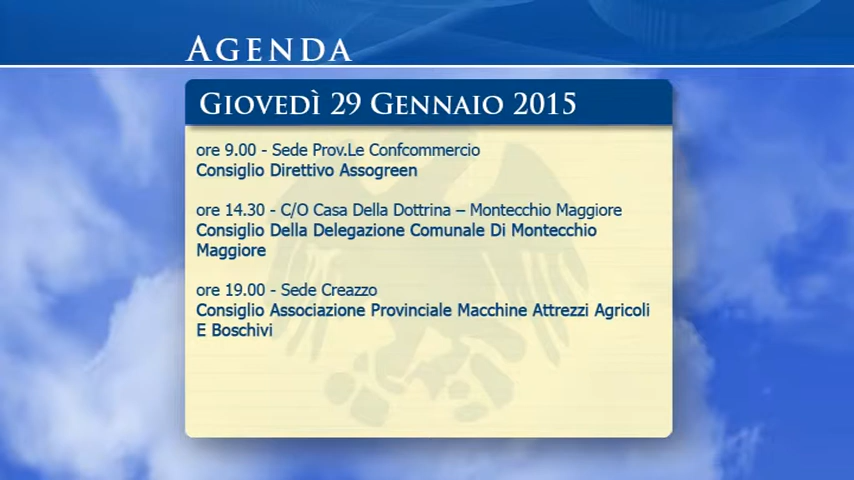 AGENDA
GIOVEDÌ 29 GENNAIO 2015
ore 9.00 - Sede Prov.Le Confcommercio
Consiglio Direttivo Assogreen
ore 14.30 - C/O Casa Della Dottrina – Montecchio Maggiore
Consiglio Della Delegazione Comunale Di Montecchio
Maggiore
ore 19.00 - Sede Creazzo
Consiglio Associazione Provinciale Macchine Attrezzi Agricoli
E Boschivi